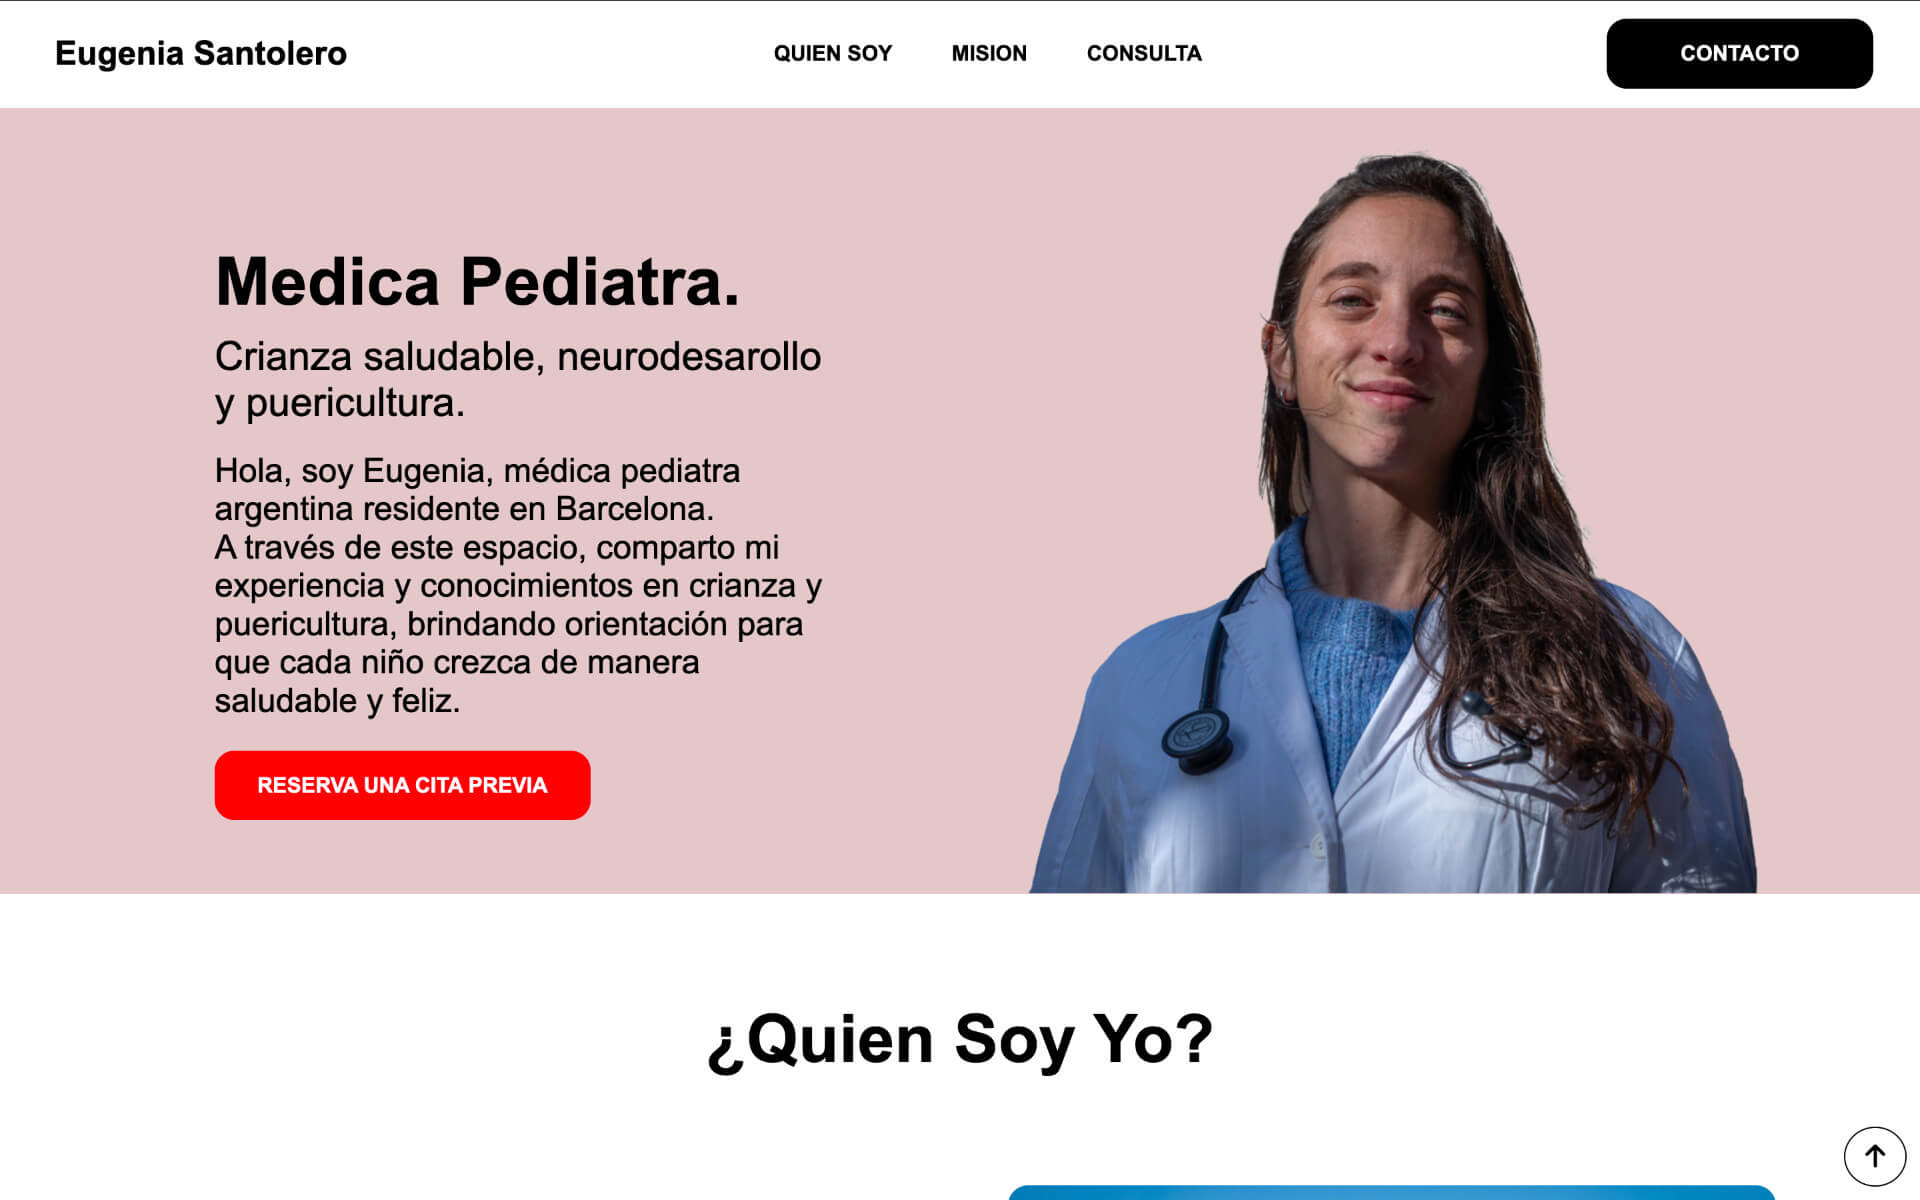 Eugenia Santolero
QUIEN SOY
MISION
CONSULTA
CONTACTO
Medica Pediatra.
Crianza saludable, neurodesarollo
y puericultura.
Hola, soy Eugenia, médica pediatra
argentina residente en Barcelona.
A través de este espacio, comparto mi
experiencia y conocimientos en crianza y
puericultura, brindando orientación para
que cada niño crezca de manera
saludable y feliz.
RESERVA UNA CITA PREVIA
¿Quien Soy Yo?